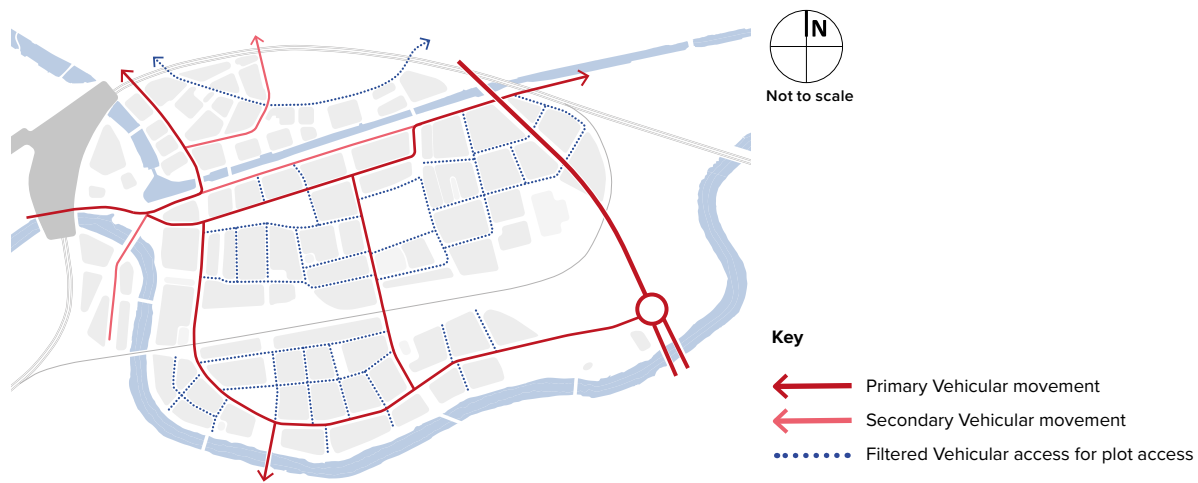 N
Not to scale
Key
Primary Vehicular movement
Secondary Vehicular movement
Filtered Vehicular access for plot access